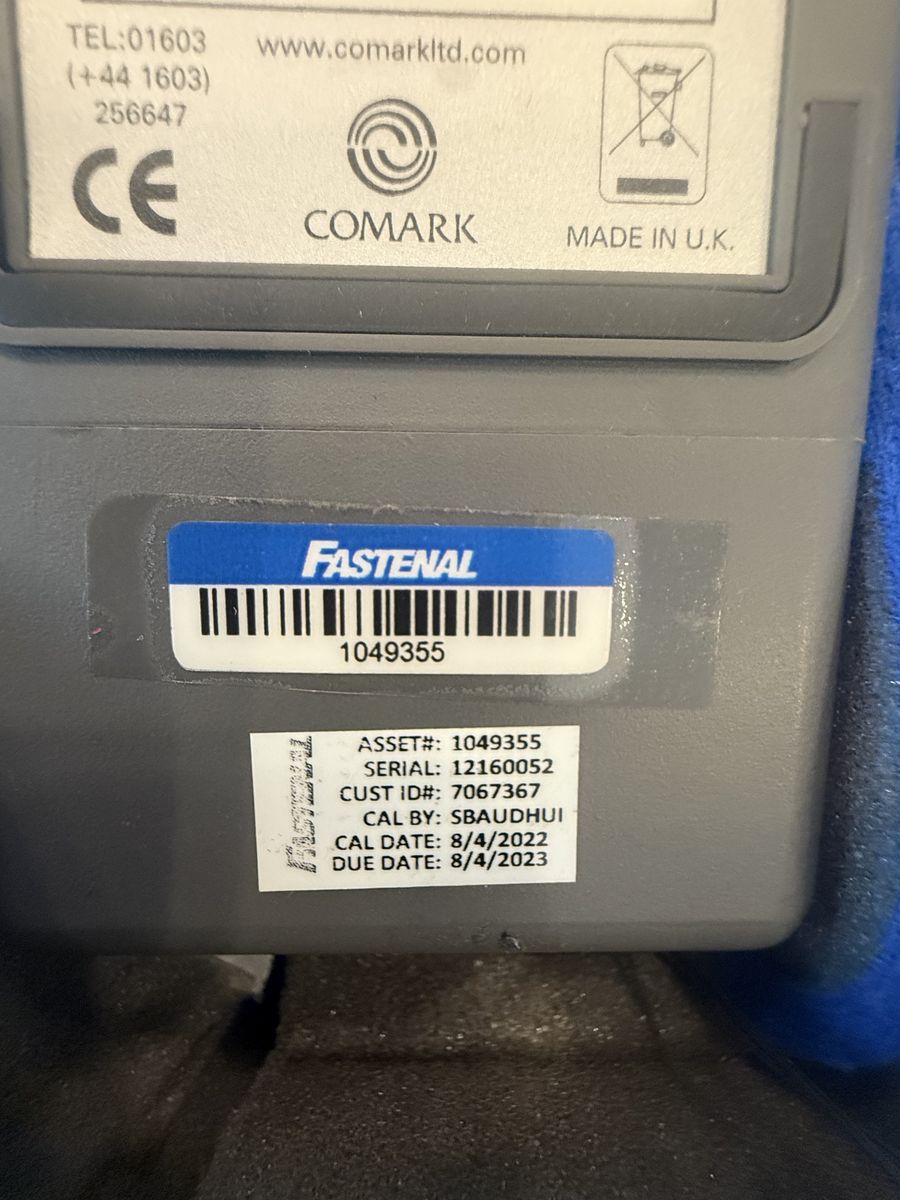 TEL:01603
(+44 1603)
256647
www.comarkltd.com
CE
COMARK
MADE IN U.K.
FASTENAL
1049355
FASTENAL
ASSET#: 1049355
SERIAL: 12160052
CUST ID#: 7067367
CAL BY: SBAUDHUI
CAL DATE: 8/4/2022
DUE DATE: 8/4/2023